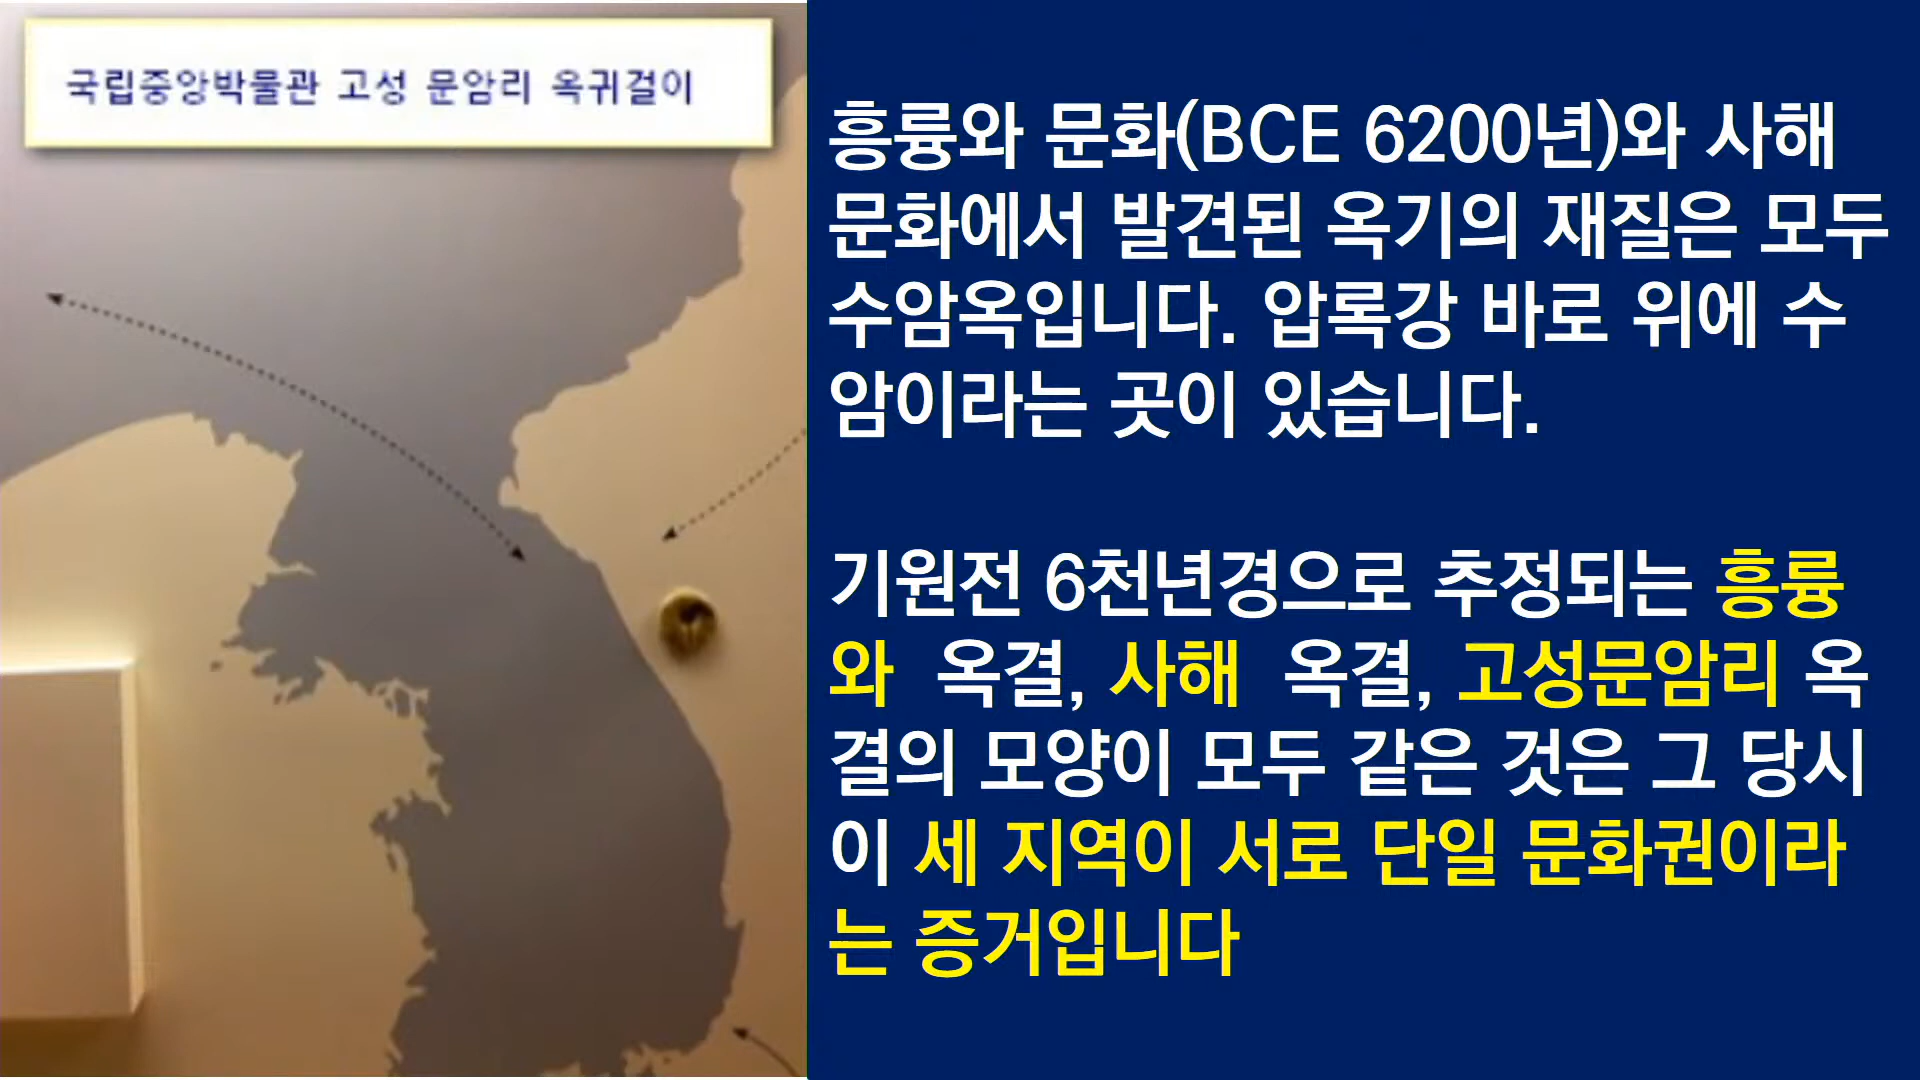 국립중앙박물관 고성 문암리 옥귀걸이
흥륭와 문화(BCE 6200년)와 사해
문화에서 발견된 옥기의 재질은 모두
수암옥입니다. 압록강 바로 위에 수
암이라는 곳이 있습니다.
기원전 6천년경으로 추정되는 흥륭
와 옥결, 사해 옥결, 고성문암리 옥
결의 모양이 모두 같은 것은 그 당시
이 세 지역이 서로 단일 문화권이라
는 증거입니다